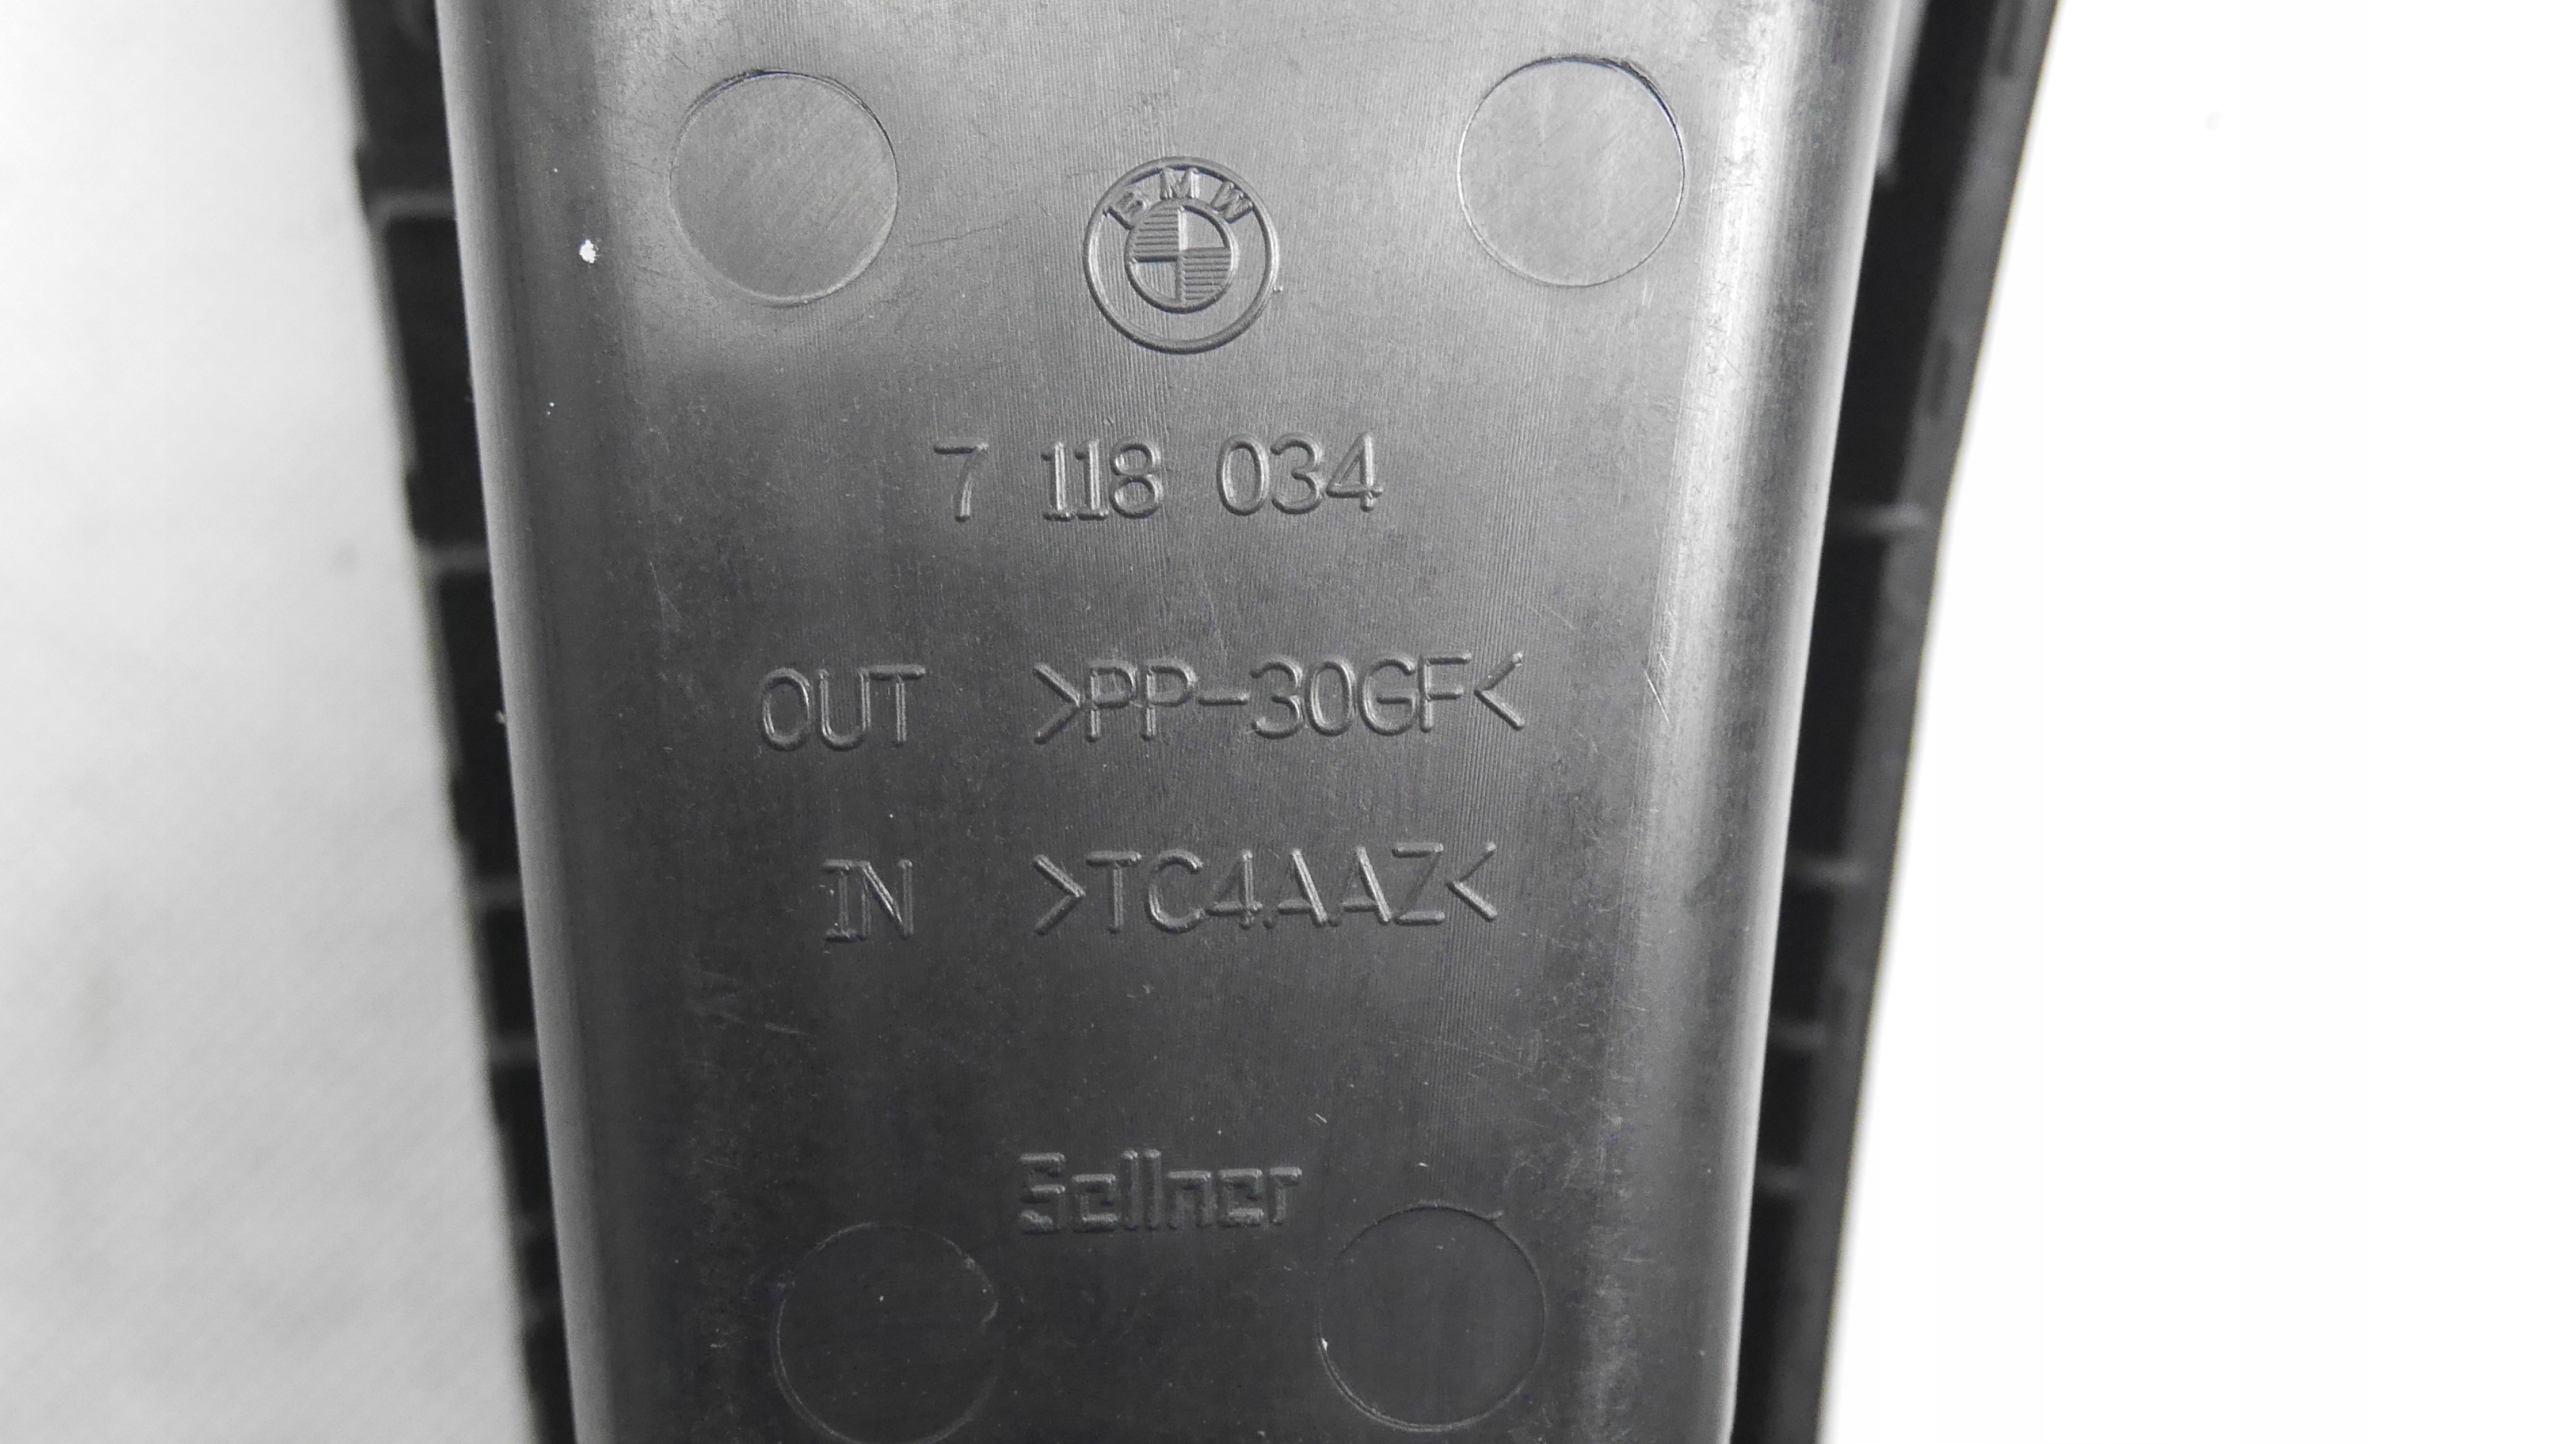 BMW
7 118 034
OUT >PP-30GF<
IN >TC4AAZ<
Sellner